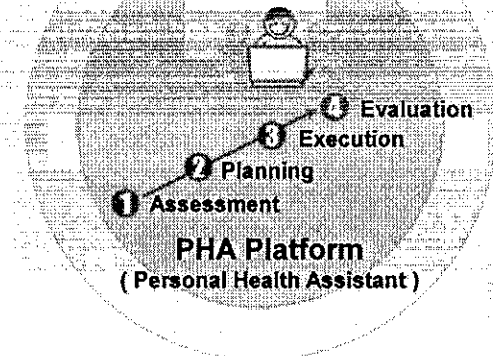 4 Evaluation
3 Execution
2 Planning
1 Assessment
PHA Platform
( Personal Health Assistant )